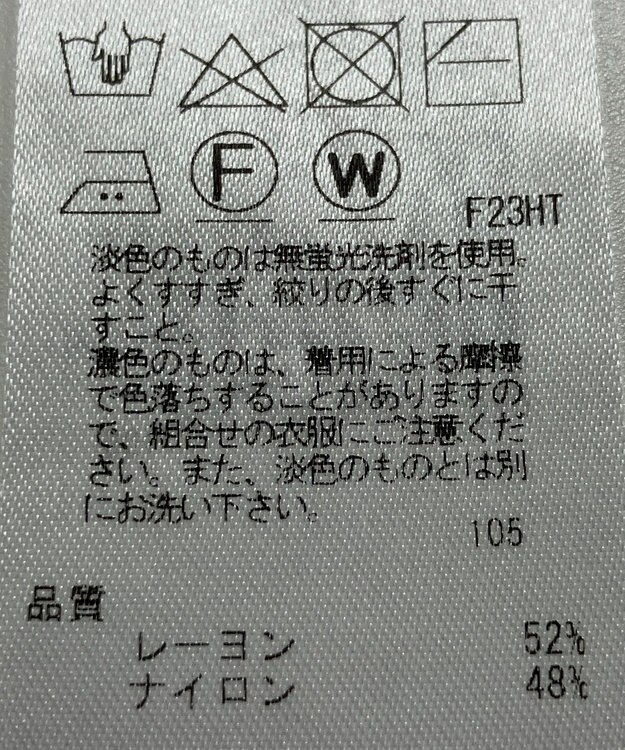 F W
F23HT
淡色のものは無蛍光洗剤を使用。
よくすすぎ、絞りの後すぐに干
すこと。
濃色のものは、着用による摩擦
で色落ちすることがありますの
で、組合せの衣服にご注意くだ
さい。また、淡色のものとは別
にお洗い下さい。
105
品質
レーヨン 52%
ナイロン 48%